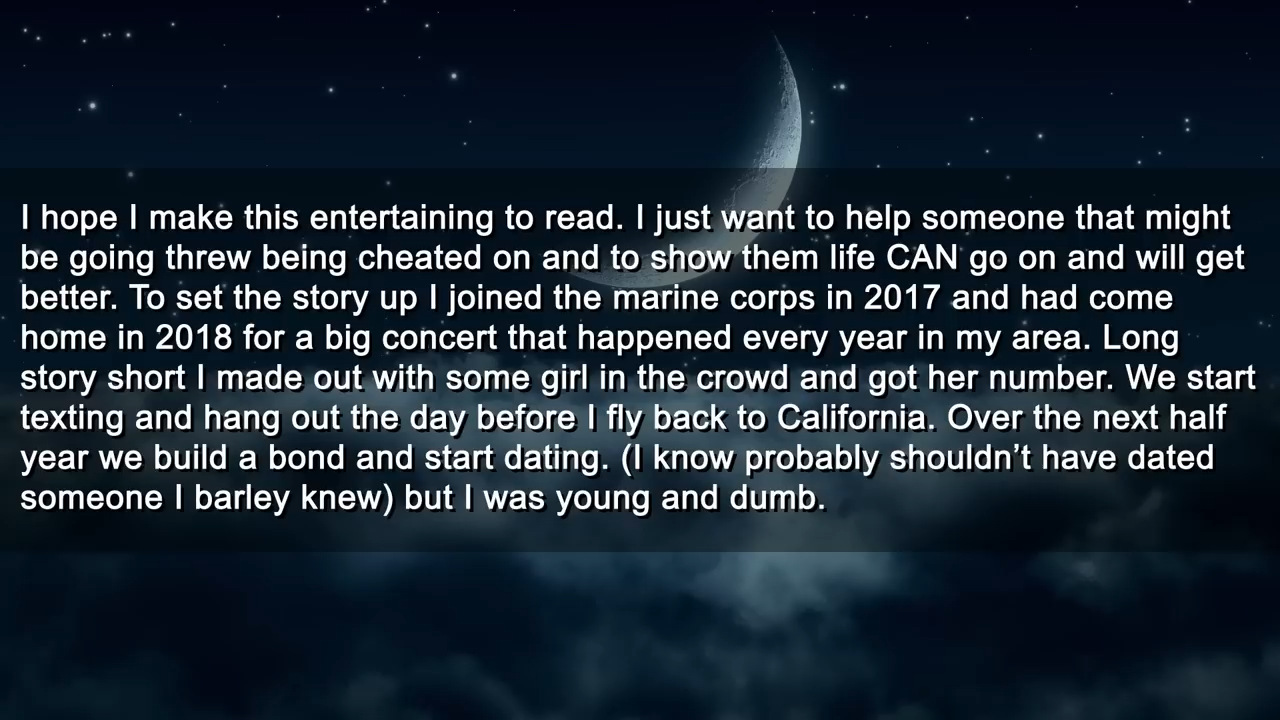 I hope I make this entertaining to read. I just want to help someone that might
be going threw being cheated on and to show them life CAN go on and will get
better. To set the story up I joined the marine corps in 2017 and had come
home in 2018 for a big concert that happened every year in my area. Long
story short I made out with some girl in the crowd and got her number. We start
texting and hang out the day before I fly back to California. Over the next half
year we build a bond and start dating. (I know probably shouldn’t have dated
someone I barley knew) but I was young and dumb.